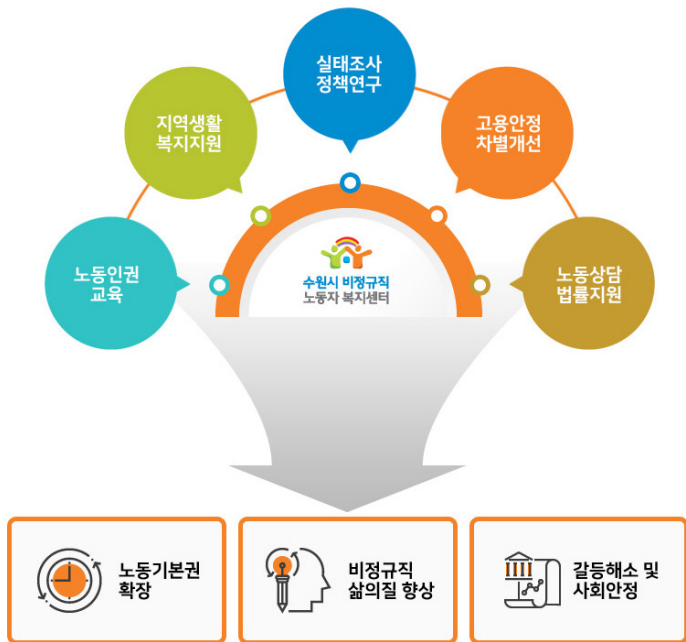 실태조사
정책연구
지역생활
복지지원
고용안정
차별개선
노동인권
교육
수원시 비정규직
노동자 복지센터
노동상담
법률지원
노동기본권
확장
비정규직
삶의질 향상
갈등해소 및
사회안정